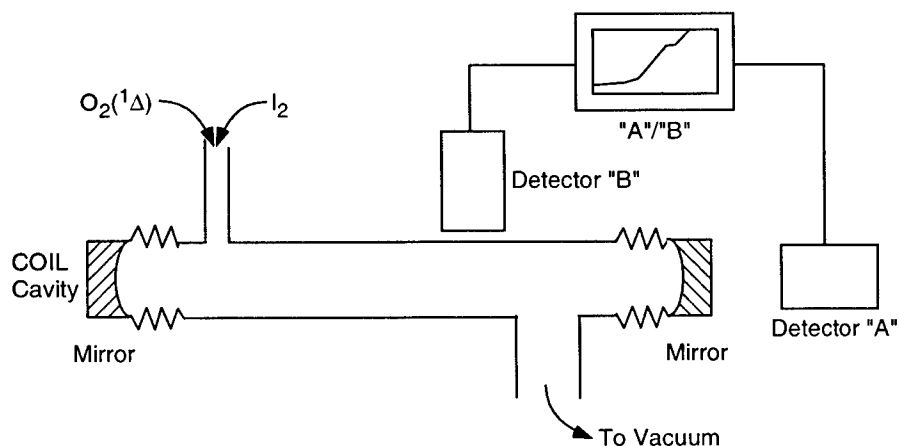 O₂(¹Δ)
I₂
"A"/"B"
Detector "B"
COIL
Cavity
Mirror
Mirror
Detector "A"
To Vacuum